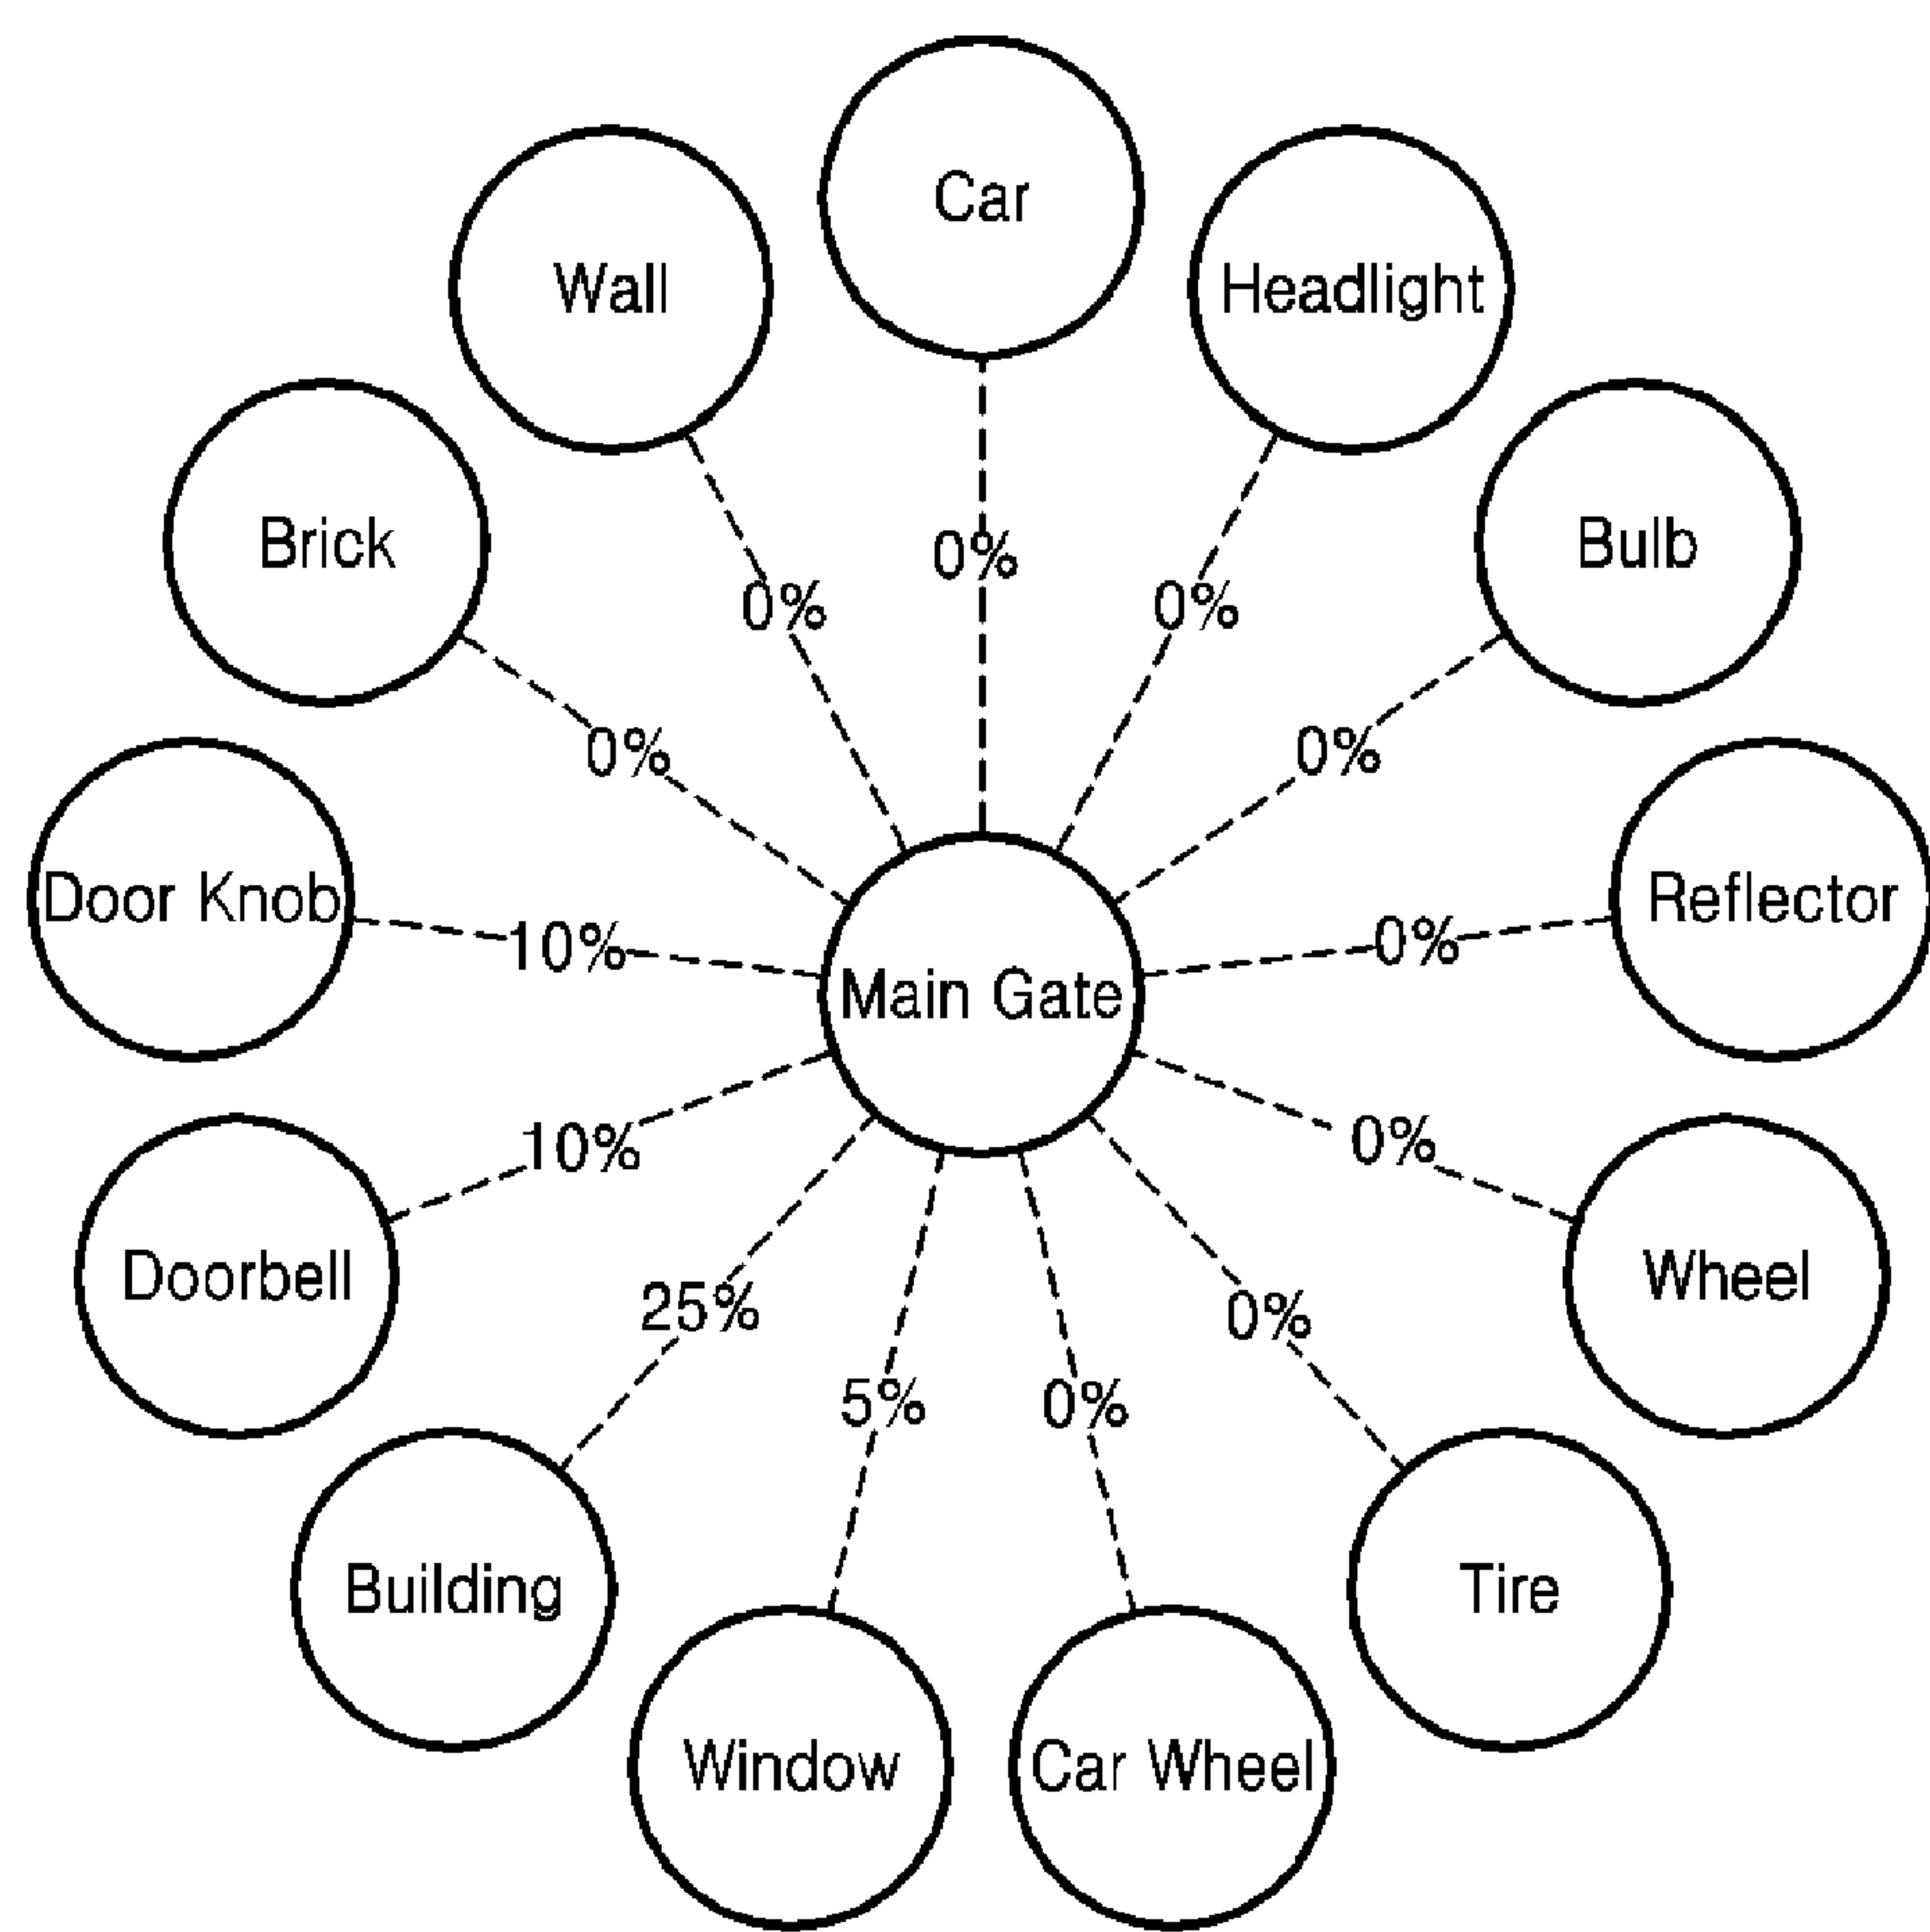 Car
Wall
Headlight
Brick
Bulb
0%
0%
0%
0%
0%
Door Knob
Reflector
10%
0%
Main Gate
10%
0%
Doorbell
Wheel
25%
0%
5%
0%
Building
Tire
Window
Car Wheel